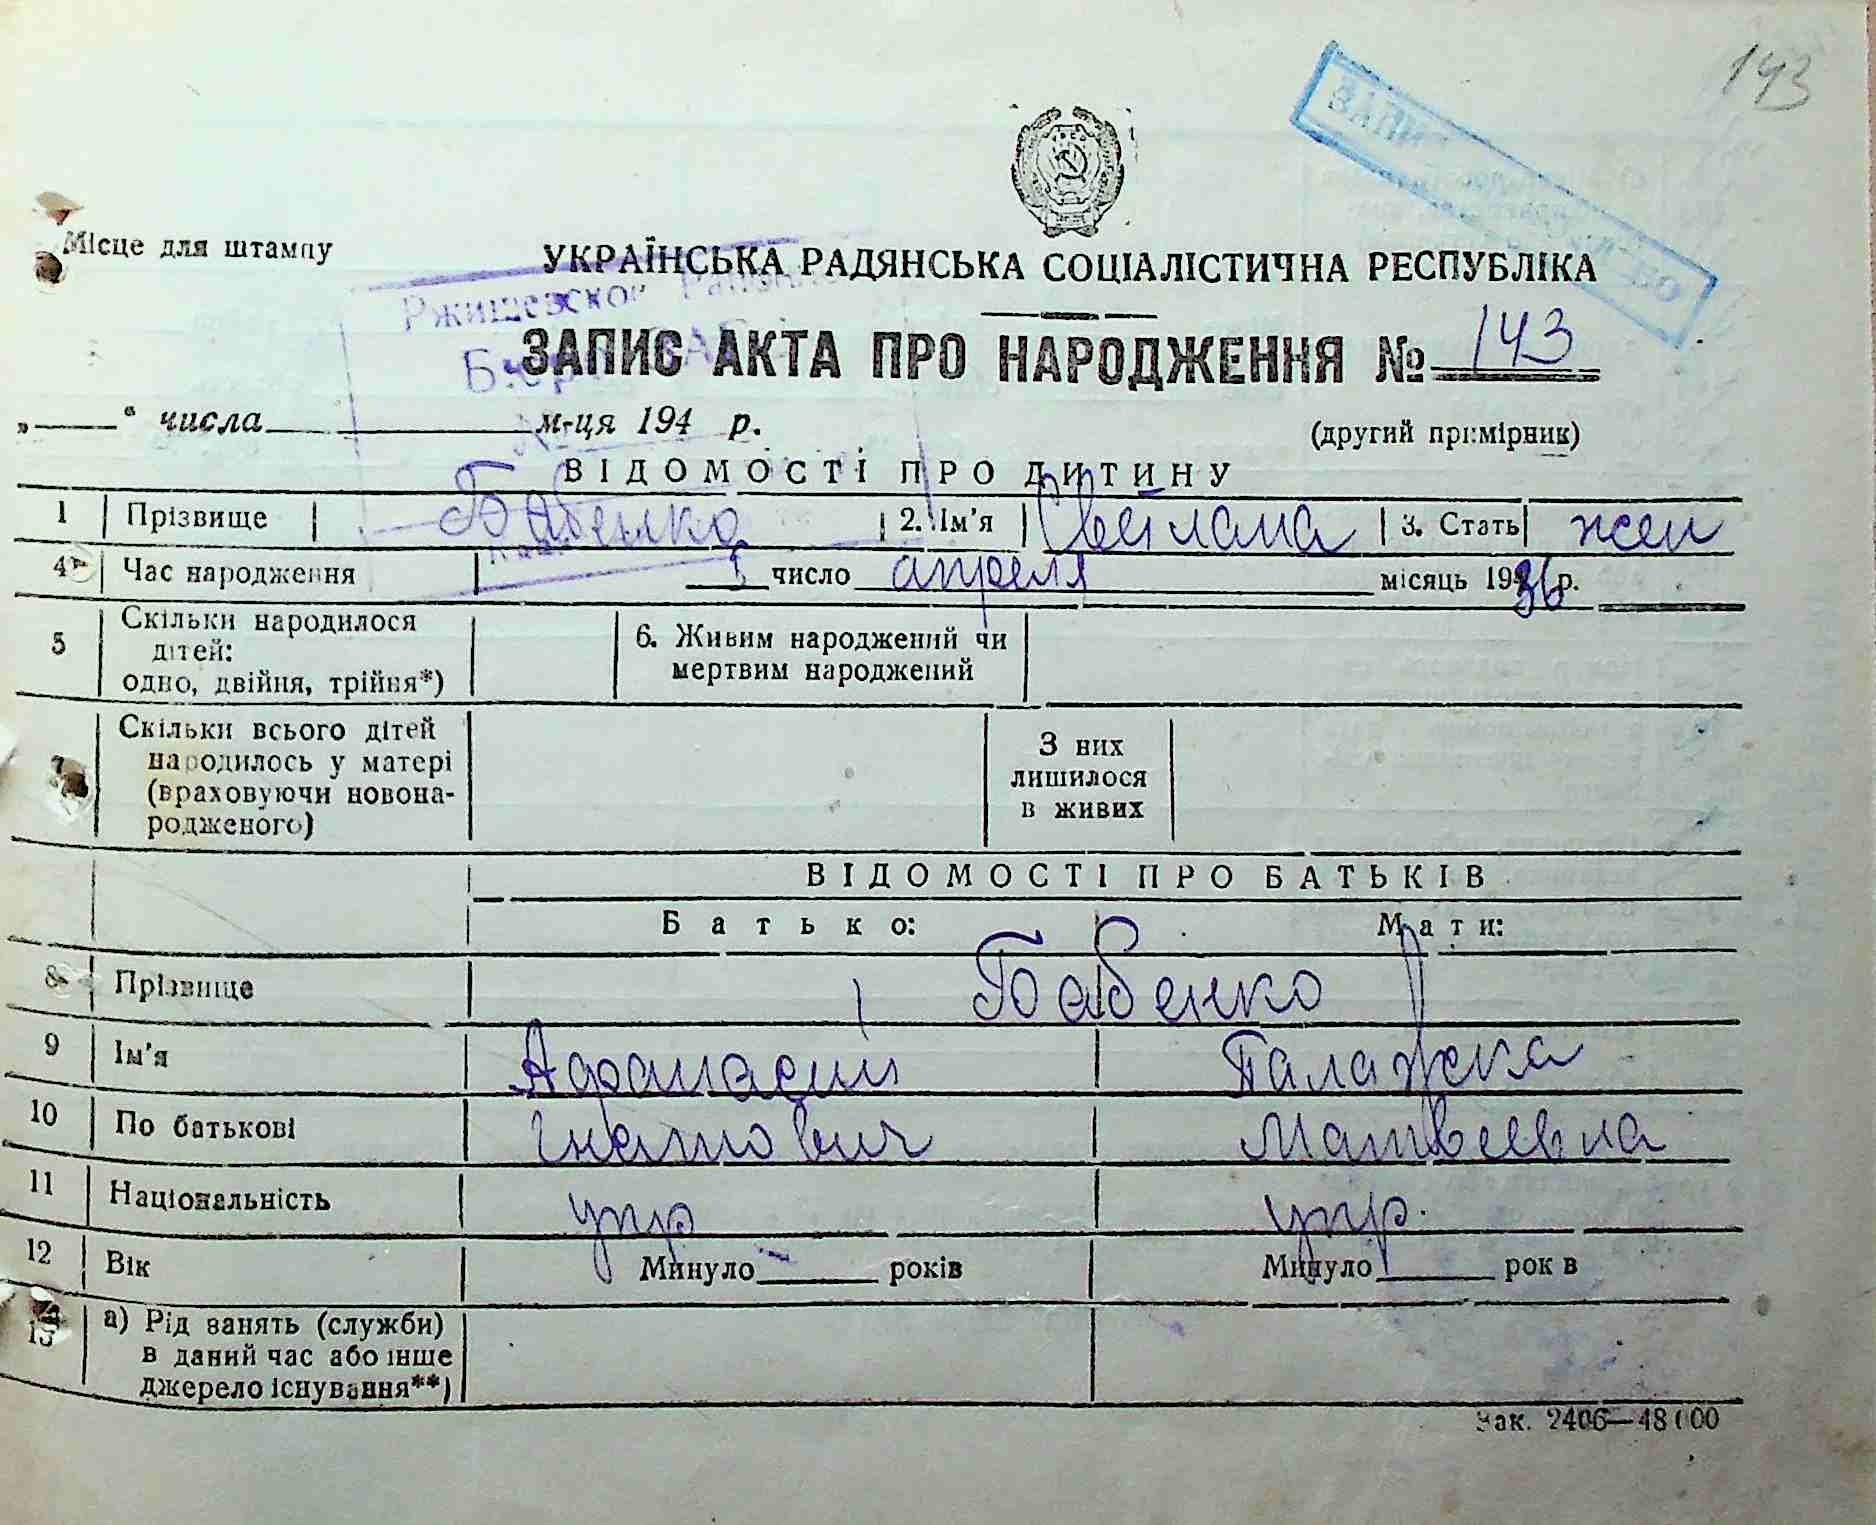 143
Місце для штампу
УКРАЇНСЬКА РАДЯНСЬКА СОЦІАЛІСТИЧНА РЕСПУБЛІКА
Ржищевской
ЗАПИС АКТА ПРО НАРОДЖЕННЯ № 143
„ “ числа м-ця 194 р.
(другий примірник)
ВІДОМОСТІ ПРО ДИТИНУ
1 Прізвище Бабенко 2. Ім'я Светлана 3. Стать жен
4 Час народження число апреля місяць 1936 р.
5 Скільки народилося дітей: одно, двійня, трійня*) 6. Живим народжений чи мертвим народжений
7 Скільки всього дітей народилось у матері (враховуючи новонародженого) З них лишилося в живих
ВІДОМОСТІ ПРО БАТЬКІВ
Батько: Мати:
8 Прізвище Бабенко
9 Ім'я Афанасий Палажка
10 По батькові Гнатович Матвеевна
11 Національність укр укр.
12 Вік Минуло років Минуло рок в
13 а) Рід занять (служби) в даний час або інше джерело існування**)
Зак. 2406—48000